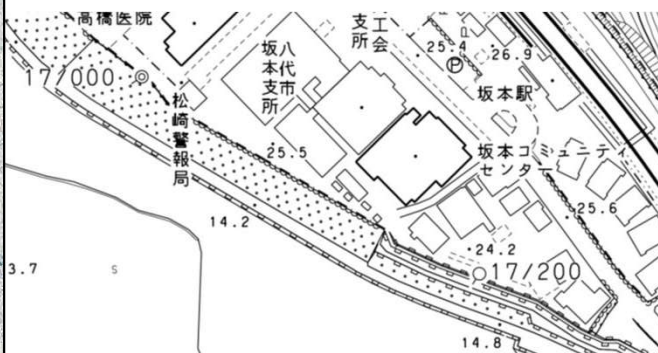 高橋医院
工会
支所
25.4
P
26.9
17/000
八代市
坂本支所
坂本駅
松崎警報局
25.5
坂本コミュニティ
センター
14.2
25.6
24.2
3.7
s
17/200
14.8